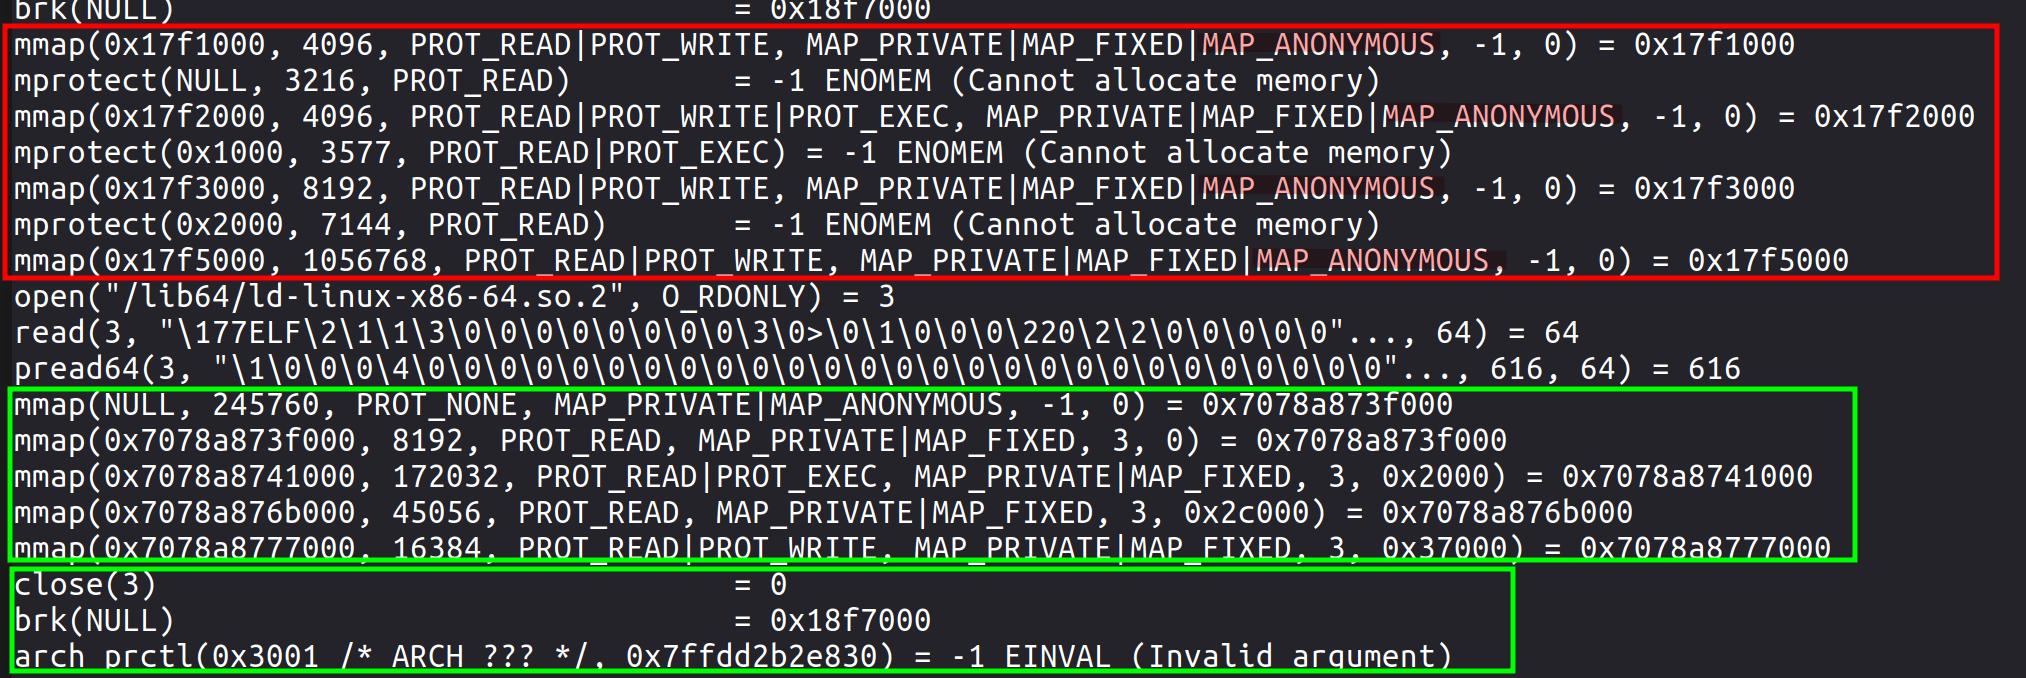 brk(NULL) = 0x18f7000
mmap(0x17f1000, 4096, PROT_READ|PROT_WRITE, MAP_PRIVATE|MAP_FIXED|MAP_ANONYMOUS, -1, 0) = 0x17f1000
mprotect(NULL, 3216, PROT_READ) = -1 ENOMEM (Cannot allocate memory)
mmap(0x17f2000, 4096, PROT_READ|PROT_WRITE|PROT_EXEC, MAP_PRIVATE|MAP_FIXED|MAP_ANONYMOUS, -1, 0) = 0x17f2000
mprotect(0x1000, 3577, PROT_READ|PROT_EXEC) = -1 ENOMEM (Cannot allocate memory)
mmap(0x17f3000, 8192, PROT_READ|PROT_WRITE, MAP_PRIVATE|MAP_FIXED|MAP_ANONYMOUS, -1, 0) = 0x17f3000
mprotect(0x2000, 7144, PROT_READ) = -1 ENOMEM (Cannot allocate memory)
mmap(0x17f5000, 1056768, PROT_READ|PROT_WRITE, MAP_PRIVATE|MAP_FIXED|MAP_ANONYMOUS, -1, 0) = 0x17f5000
open("/lib64/ld-linux-x86-64.so.2", O_RDONLY) = 3
read(3, "\177ELF\2\1\1\3\0\0\0\0\0\0\0\0\3\0>\0\1\0\0\0\220\2\2\0\0\0\0\0"..., 64) = 64
pread64(3, "\1\0\0\0\4\0\0\0\0\0\0\0\0\0\0\0\0\0\0\0\0\0\0\0\0\0\0\0\0\0\0\0"..., 616, 64) = 616
mmap(NULL, 245760, PROT_NONE, MAP_PRIVATE|MAP_ANONYMOUS, -1, 0) = 0x7078a873f000
mmap(0x7078a873f000, 8192, PROT_READ, MAP_PRIVATE|MAP_FIXED, 3, 0) = 0x7078a873f000
mmap(0x7078a8741000, 172032, PROT_READ|PROT_EXEC, MAP_PRIVATE|MAP_FIXED, 3, 0x2000) = 0x7078a8741000
mmap(0x7078a876b000, 45056, PROT_READ, MAP_PRIVATE|MAP_FIXED, 3, 0x2c000) = 0x7078a876b000
mmap(0x7078a8777000, 16384, PROT_READ|PROT_WRITE, MAP_PRIVATE|MAP_FIXED, 3, 0x37000) = 0x7078a8777000
close(3) = 0
brk(NULL) = 0x18f7000
arch_prctl(0x3001 /* ARCH_??? */, 0x7ffdd2b2e830) = -1 EINVAL (Invalid argument)